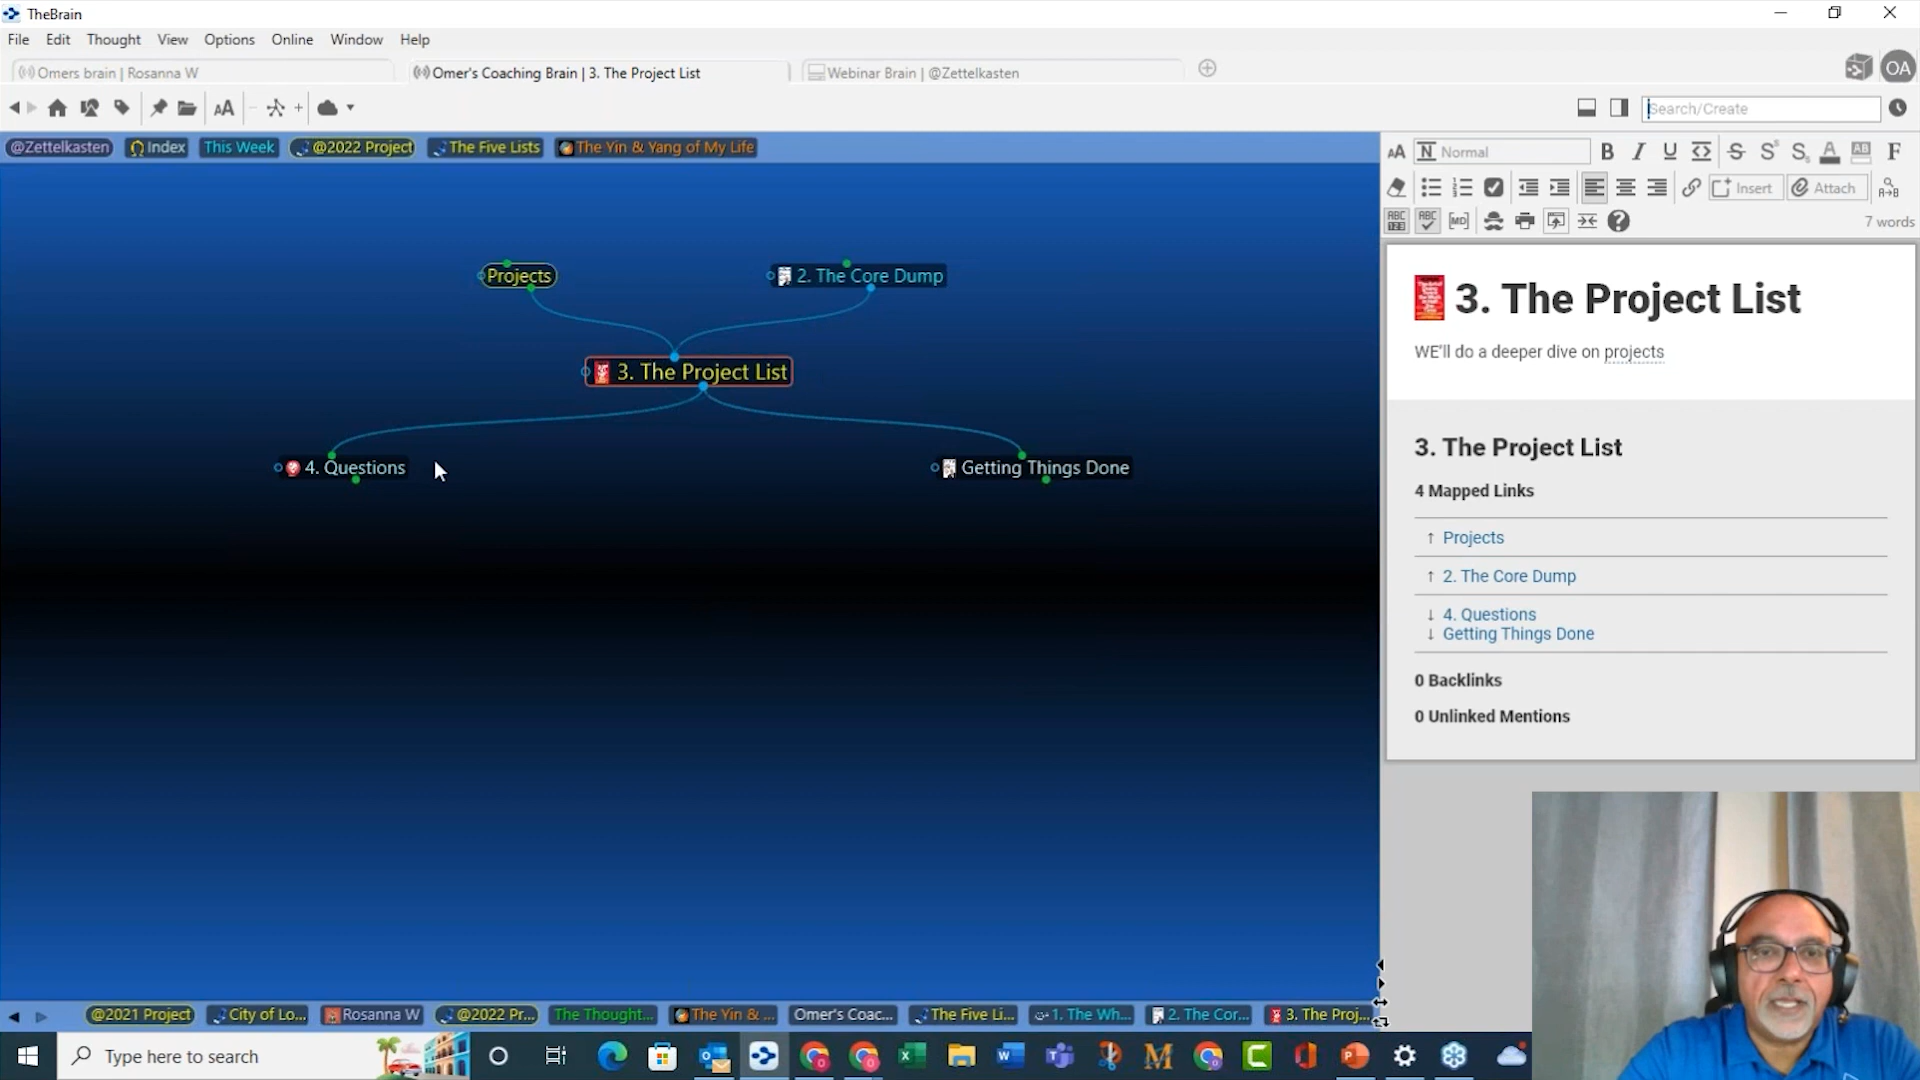 TheBrain
File Edit Thought View Options Online Window Help
Omers brain | Rosanna W
Omer's Coaching Brain | 3. The Project List
Webinar Brain | @Zettelkasten
OA
Search/Create
@Zettelkasten
Index
This Week
@2022 Project
The Five Lists
The Yin & Yang of My Life
Normal
Insert
Attach
7 words
Projects
2. The Core Dump
3. The Project List
4. Questions
Getting Things Done
3. The Project List
WE'll do a deeper dive on projects
3. The Project List
4 Mapped Links
↑ Projects
↑ 2. The Core Dump
↓ 4. Questions
↓ Getting Things Done
0 Backlinks
0 Unlinked Mentions
@2021 Project
City of Lo...
Rosanna W
@2022 Pr...
The Thought...
The Yin & ...
Omer's Coac...
The Five Li...
1. The Wh...
2. The Cor...
3. The Proj...
Type here to search